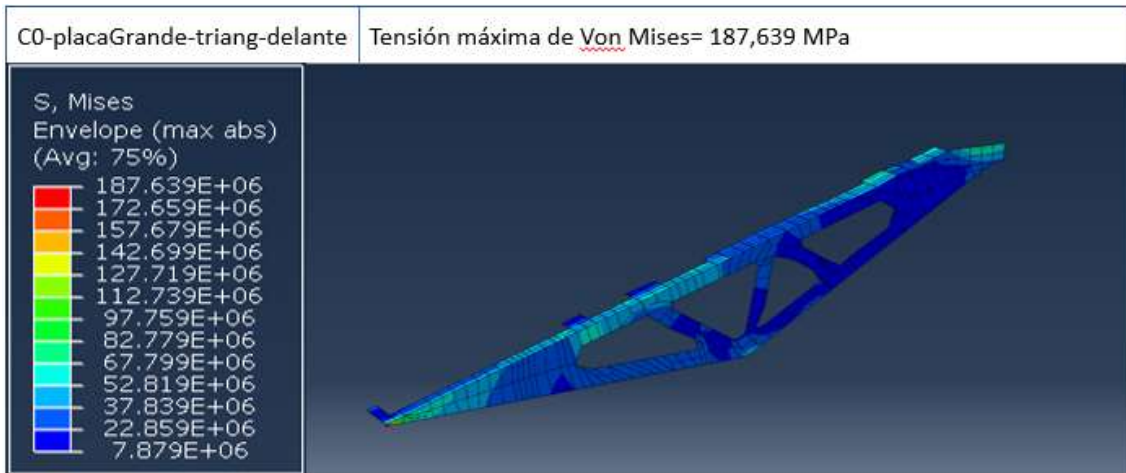 C0-placaGrande-triang-delante
Tensión máxima de Von Mises= 187,639 MPa
S, Mises
Envelope (max abs)
(Avg: 75%)
187.639E+06
172.659E+06
157.679E+06
142.699E+06
127.719E+06
112.739E+06
97.759E+06
82.779E+06
67.799E+06
52.819E+06
37.839E+06
22.859E+06
7.879E+06